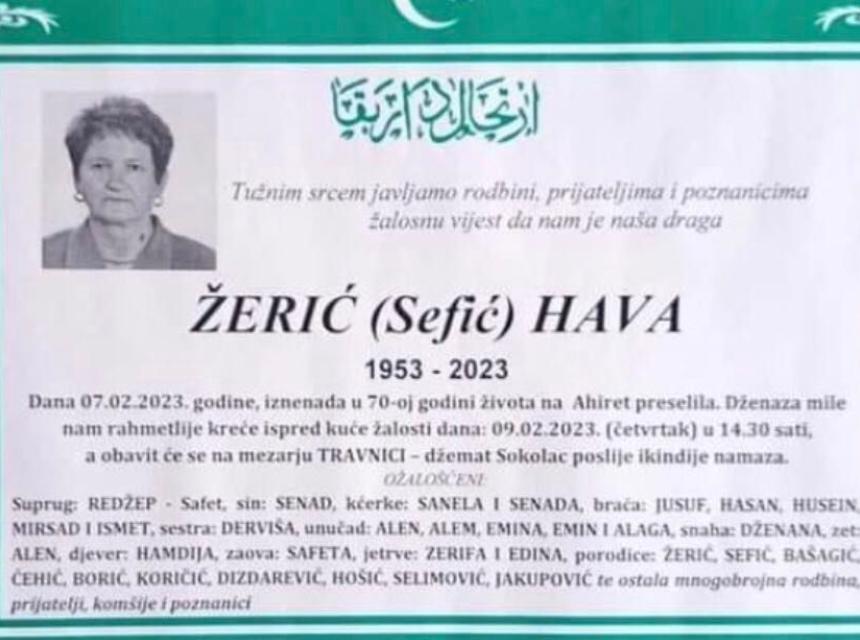 Tužnim srcem javljamo rodbini, prijateljima i poznanicima
žalosnu vijest da nam je naša draga
ŽERIĆ (Sefić) HAVA
1953 - 2023
Dana 07.02.2023. godine, iznenada u 70-oj godini života na Ahiret preselila. Dženaza mile
nam rahmetlije kreće ispred kuće žalosti dana: 09.02.2023. (četvrtak) u 14.30 sati,
a obavit će se na mezarju TRAVNICI – džemat Sokolac poslije ikindije namaza.
OŽALOŠĆENI:
Suprug: REDŽEP - Safet, sin: SENAD, kćerke: SANELA I SENADA, braća: JUSUF, HASAN, HUSEIN,
MIRSAD I ISMET, sestra: DERVIŠA, unučad: ALEN, ALEM, EMINA, EMIN I ALAGA, snaha: DŽENANA, zet:
ALEN, djever: HAMDIJA, zaova: SAFETA, jetrve: ZERIFA I EDINA, porodice: ŽERIĆ, SEFIĆ, BAŠAGIĆ,
ČEHIĆ, BORIĆ, KORIČIĆ, DIZDAREVIĆ, HOŠIĆ, SELIMOVIĆ, JAKUPOVIĆ te ostala mnogobrojna rodbina,
prijatelji, komšije i poznanici